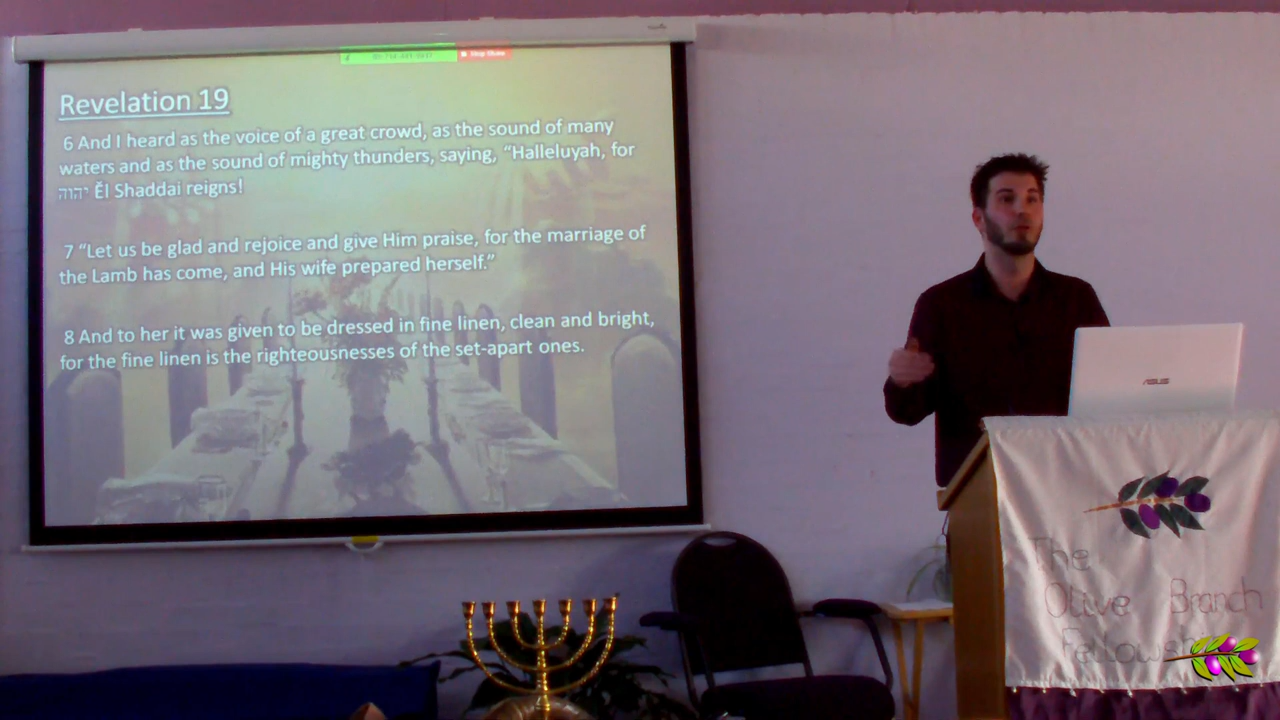 Revelation 19
6 And I heard as the voice of a great crowd, as the sound of many
waters and as the sound of mighty thunders, saying, “Halleluyah, for
יהוה Ěl Shaddai reigns!
7 “Let us be glad and rejoice and give Him praise, for the marriage of
the Lamb has come, and His wife prepared herself.”
8 And to her it was given to be dressed in fine linen, clean and bright,
for the fine linen is the righteousnesses of the set-apart ones.
Stop Share
ASUS
The
Olive Branch